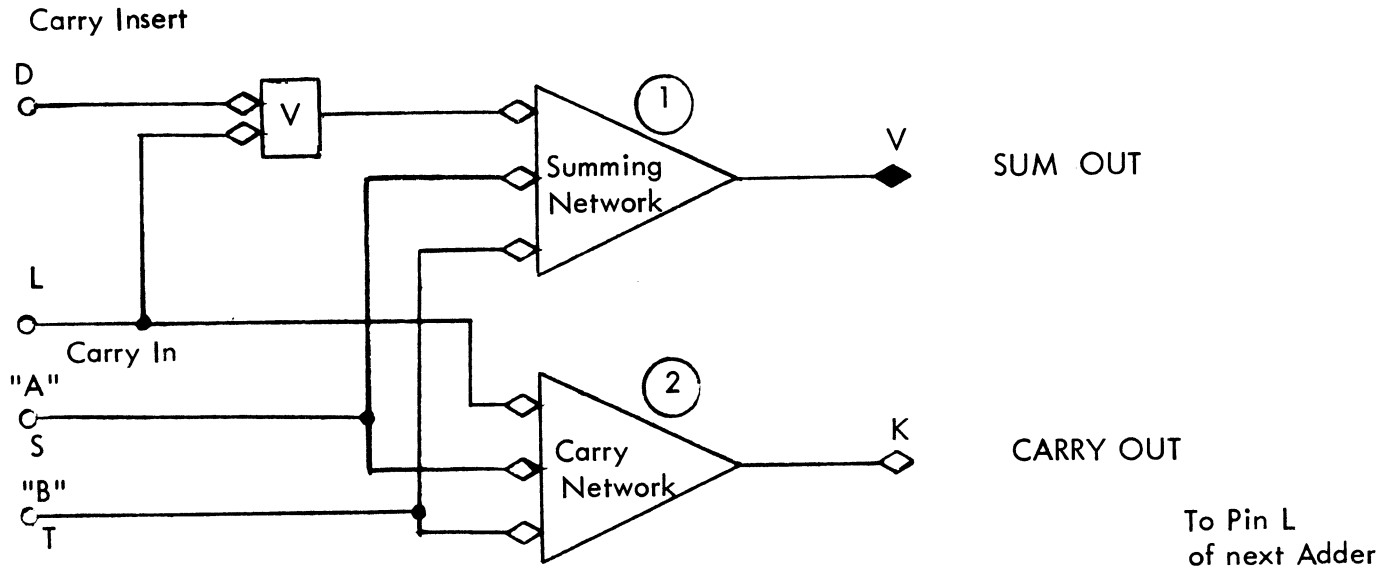 Carry Insert
D
V
1
Summing
Network
V
SUM OUT
L
Carry In
"A"
S
2
Carry
Network
K
CARRY OUT
"B"
T
To Pin L
of next Adder